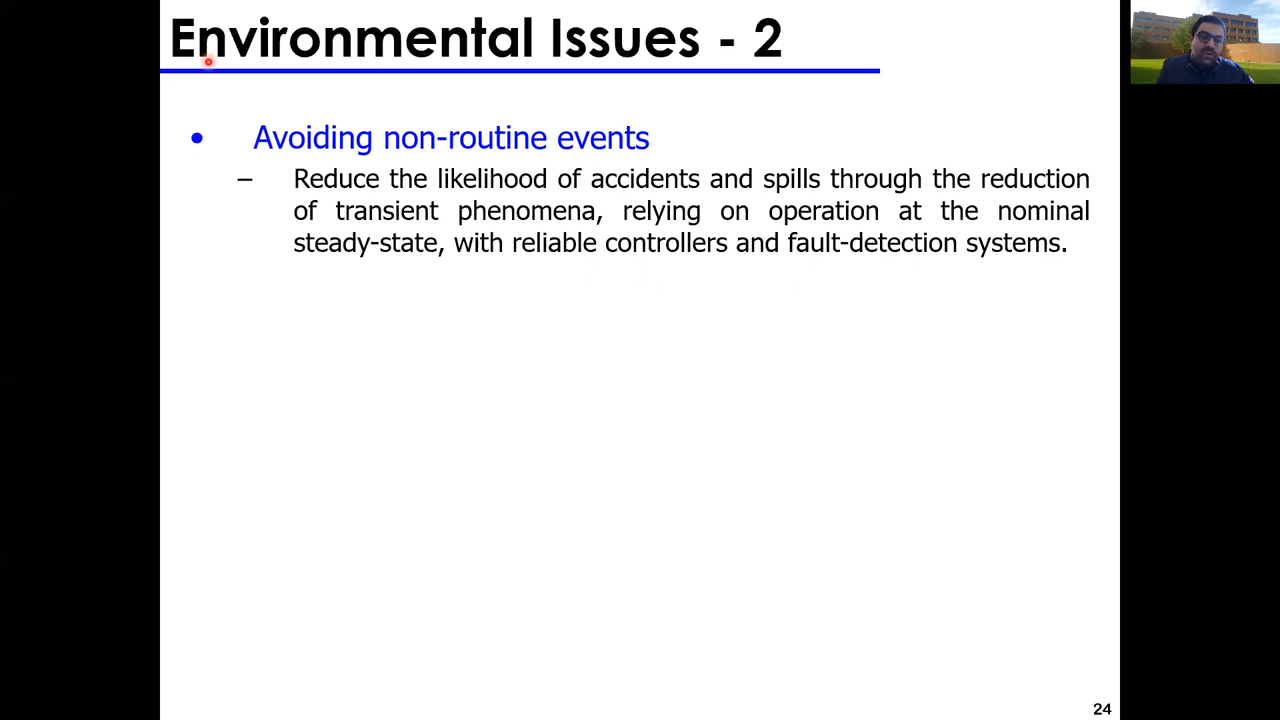 Environmental Issues - 2
• Avoiding non-routine events
– Reduce the likelihood of accidents and spills through the reduction
of transient phenomena, relying on operation at the nominal
steady-state, with reliable controllers and fault-detection systems.
24